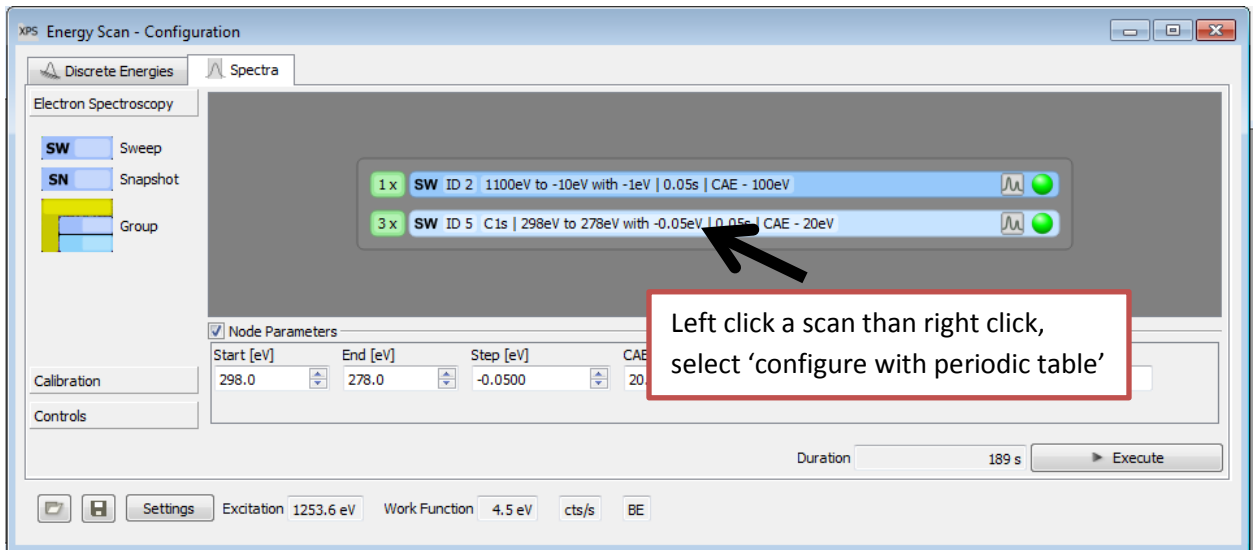 XPS Energy Scan - Configuration
Discrete Energies Spectra
Electron Spectroscopy
SW Sweep
SN Snapshot
Group
1 x SW ID 2 1100eV to -10eV with -1eV | 0.05s | CAE - 100eV
3 x SW ID 5 C1s | 298eV to 278eV with -0.05eV | 0.05s | CAE - 20eV
Left click a scan than right click,
select ‘configure with periodic table’
Node Parameters
Start [eV] End [eV] Step [eV] CAE
298.0 278.0 -0.0500 20.
Calibration
Controls
Duration 189 s Execute
Settings Excitation 1253.6 eV Work Function 4.5 eV cts/s BE